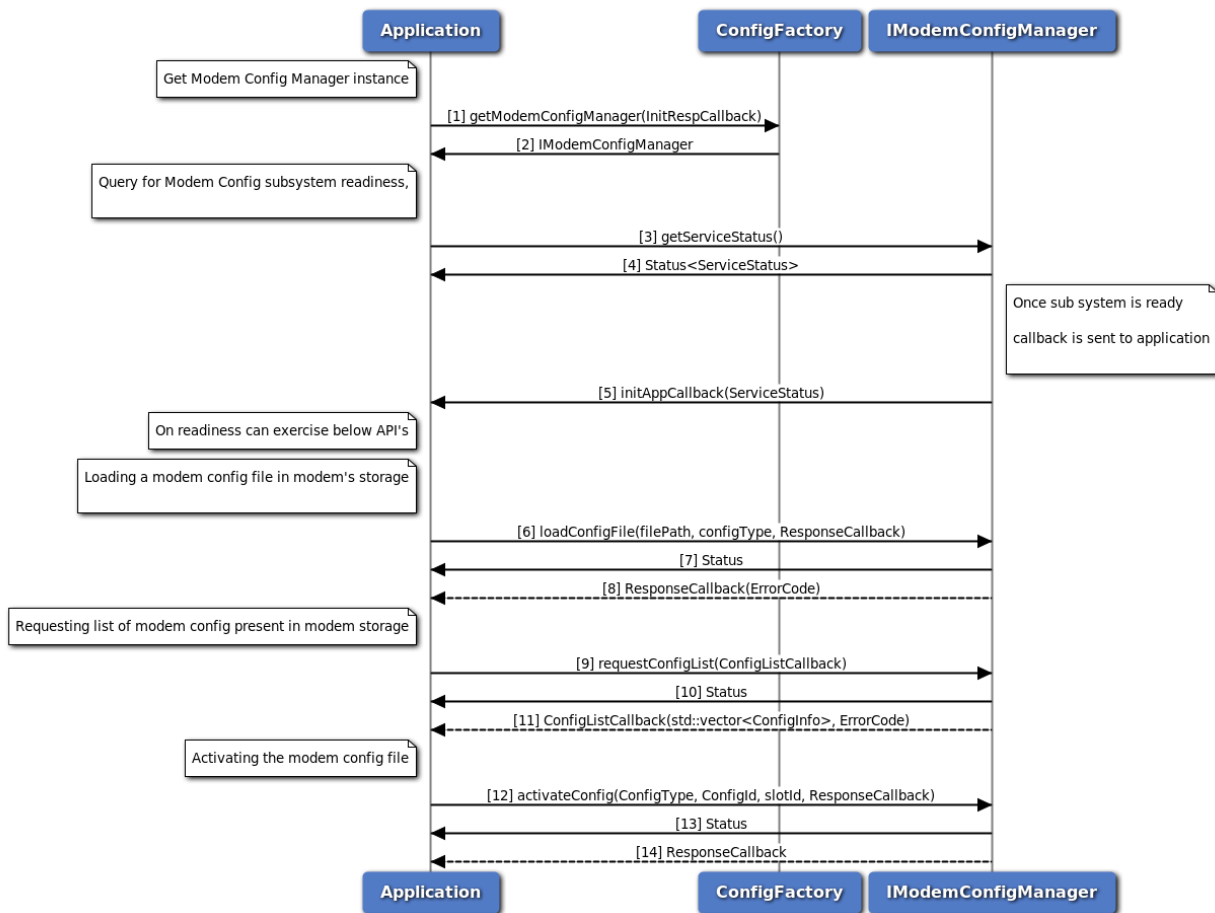 Application
ConfigFactory
IModemConfigManager
Get Modem Config Manager instance
[1] getModemConfigManager(InitRespCallback)
[2] IModemConfigManager
Query for Modem Config subsystem readiness,
[3] getServiceStatus()
[4] Status<ServiceStatus>
Once sub system is ready
callback is sent to application
[5] initAppCallback(ServiceStatus)
On readiness can exercise below API's
Loading a modem config file in modem's storage
[6] loadConfigFile(filePath, configType, ResponseCallback)
[7] Status
[8] ResponseCallback(ErrorCode)
Requesting list of modem config present in modem storage
[9] requestConfigList(ConfigListCallback)
[10] Status
[11] ConfigListCallback(std::vector<ConfigInfo>, ErrorCode)
Activating the modem config file
[12] activateConfig(ConfigType, ConfigId, slotId, ResponseCallback)
[13] Status
[14] ResponseCallback
Application
ConfigFactory
IModemConfigManager